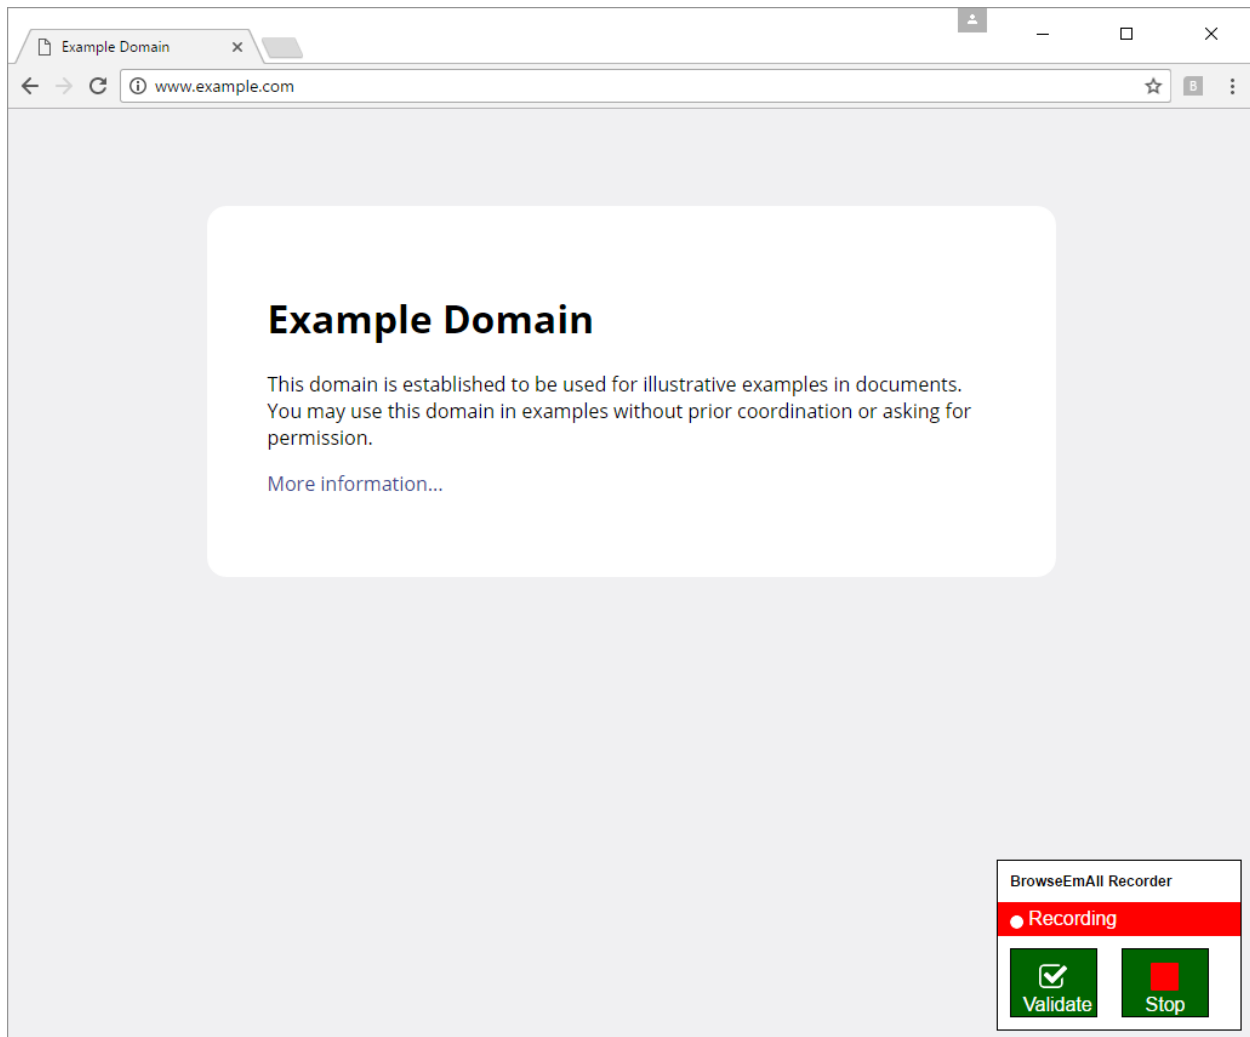 Example Domain
www.example.com
B
Example Domain
This domain is established to be used for illustrative examples in documents.
You may use this domain in examples without prior coordination or asking for
permission.
More information...
BrowseEmAll Recorder
Recording
Validate
Stop